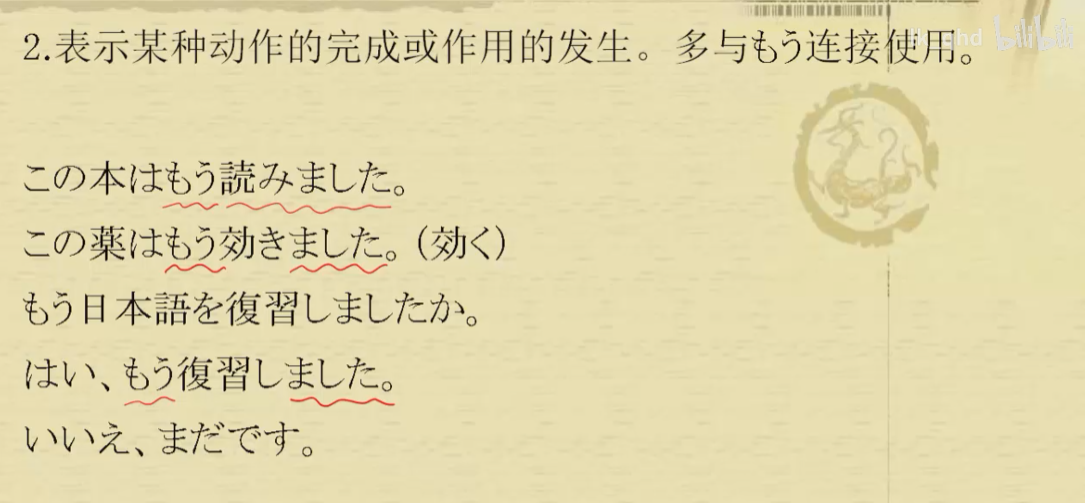 2.表示某种动作的完成或作用的发生。多与もう连接使用。
この本はもう読みました。
この薬はもう効きました。（効く）
もう日本語を復習しましたか。
はい、もう復習しました。
いいえ、まだです。
bilibili